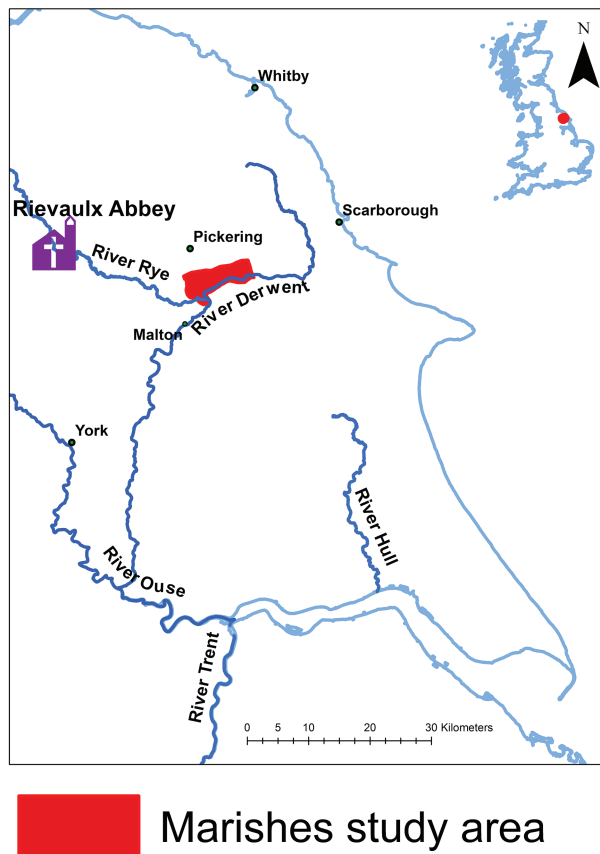 N
Whitby
Rievaulx Abbey
Scarborough
Pickering
River Rye
River Derwent
Malton
York
River Hull
River Ouse
River Trent
0 5 10 20 30 Kilometers
Marishes study area